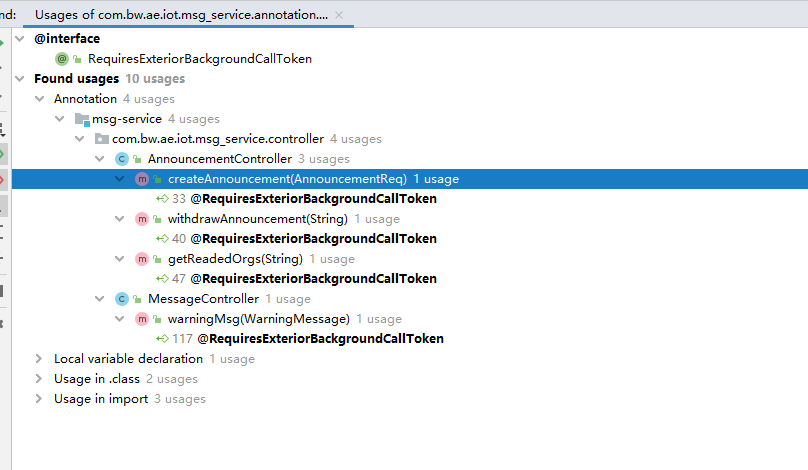 nd: Usages of com.bw.ae.iot.msg_service.annotation....
@interface
RequiresExteriorBackgroundCallToken
Found usages 10 usages
Annotation 4 usages
msg-service 4 usages
com.bw.ae.iot.msg_service.controller 4 usages
AnnouncementController 3 usages
createAnnouncement(AnnouncementReq) 1 usage
33 @RequiresExteriorBackgroundCallToken
withdrawAnnouncement(String) 1 usage
40 @RequiresExteriorBackgroundCallToken
getReadedOrgs(String) 1 usage
47 @RequiresExteriorBackgroundCallToken
MessageController 1 usage
warningMsg(WarningMessage) 1 usage
117 @RequiresExteriorBackgroundCallToken
Local variable declaration 1 usage
Usage in .class 2 usages
Usage in import 3 usages